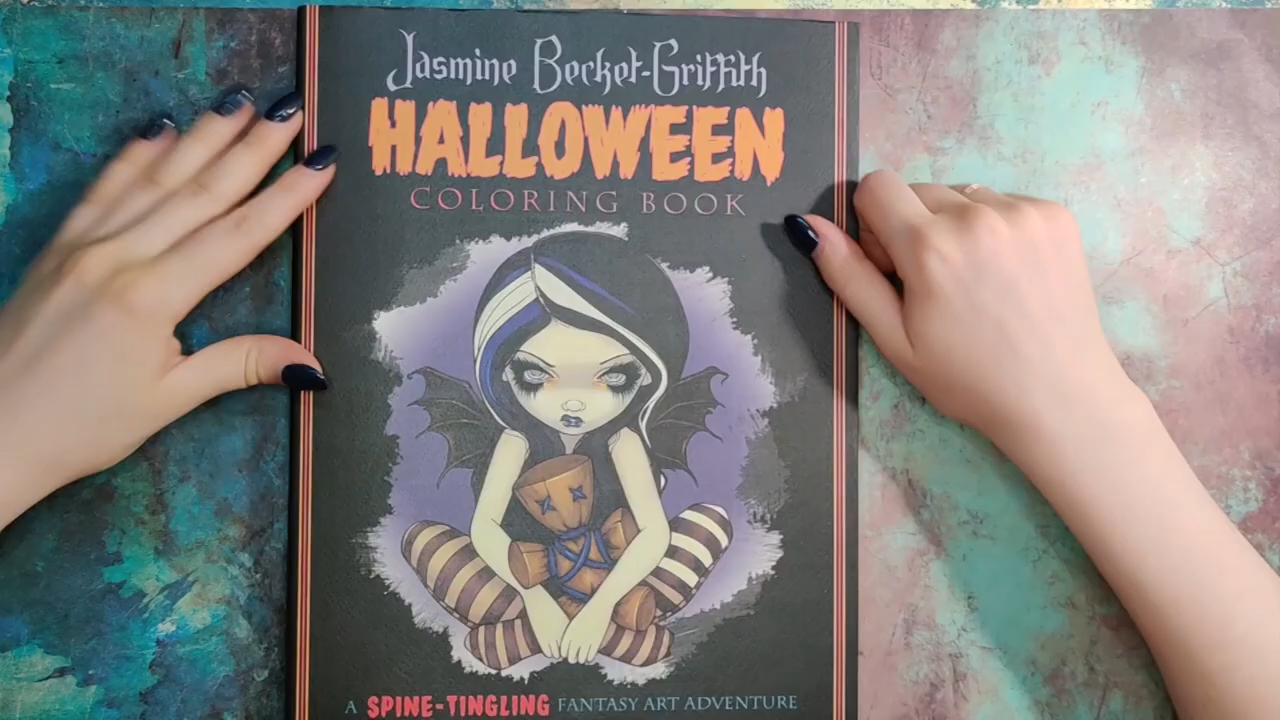 Jasmine Becket-Griffith
HALLOWEEN
COLORING BOOK
A SPINE-TINGLING FANTASY ART ADVENTURE